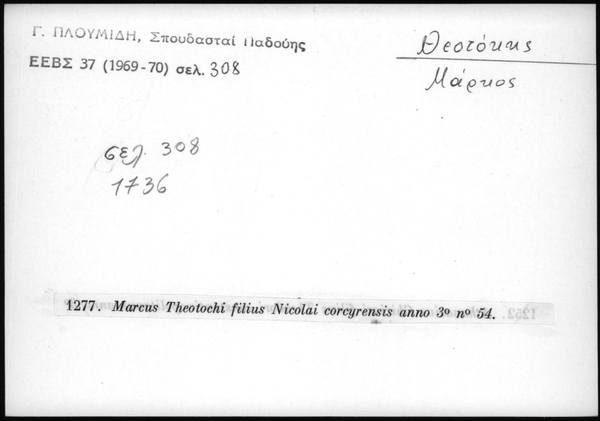 Γ. ΠΛΟΥΜΙΔΗ, Σπουδασταί Παδούης
ΕΕΒΣ 37 (1969-70) σελ. 308
Θεοτόκης
Μάρκος
σελ. 308
1736
1277. Marcus Theotochi filius Nicolai corcyrensis anno 3º nº 54.